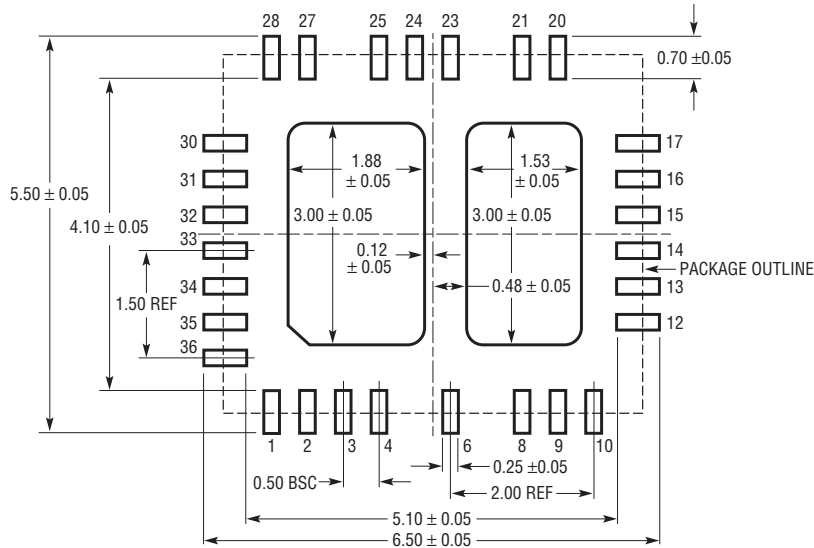 28 27 25 24 23 21 20
0.70 ±0.05
30
17
1.88
± 0.05
1.53
± 0.05
31
16
5.50 ± 0.05
32
3.00 ± 0.05
3.00 ± 0.05
15
4.10 ± 0.05
33
0.12
± 0.05
14
PACKAGE OUTLINE
34
0.48 ± 0.05
13
1.50 REF
35
12
36
1 2 3 4 6 8 9 10
0.50 BSC
0.25 ±0.05
2.00 REF
5.10 ± 0.05
6.50 ± 0.05